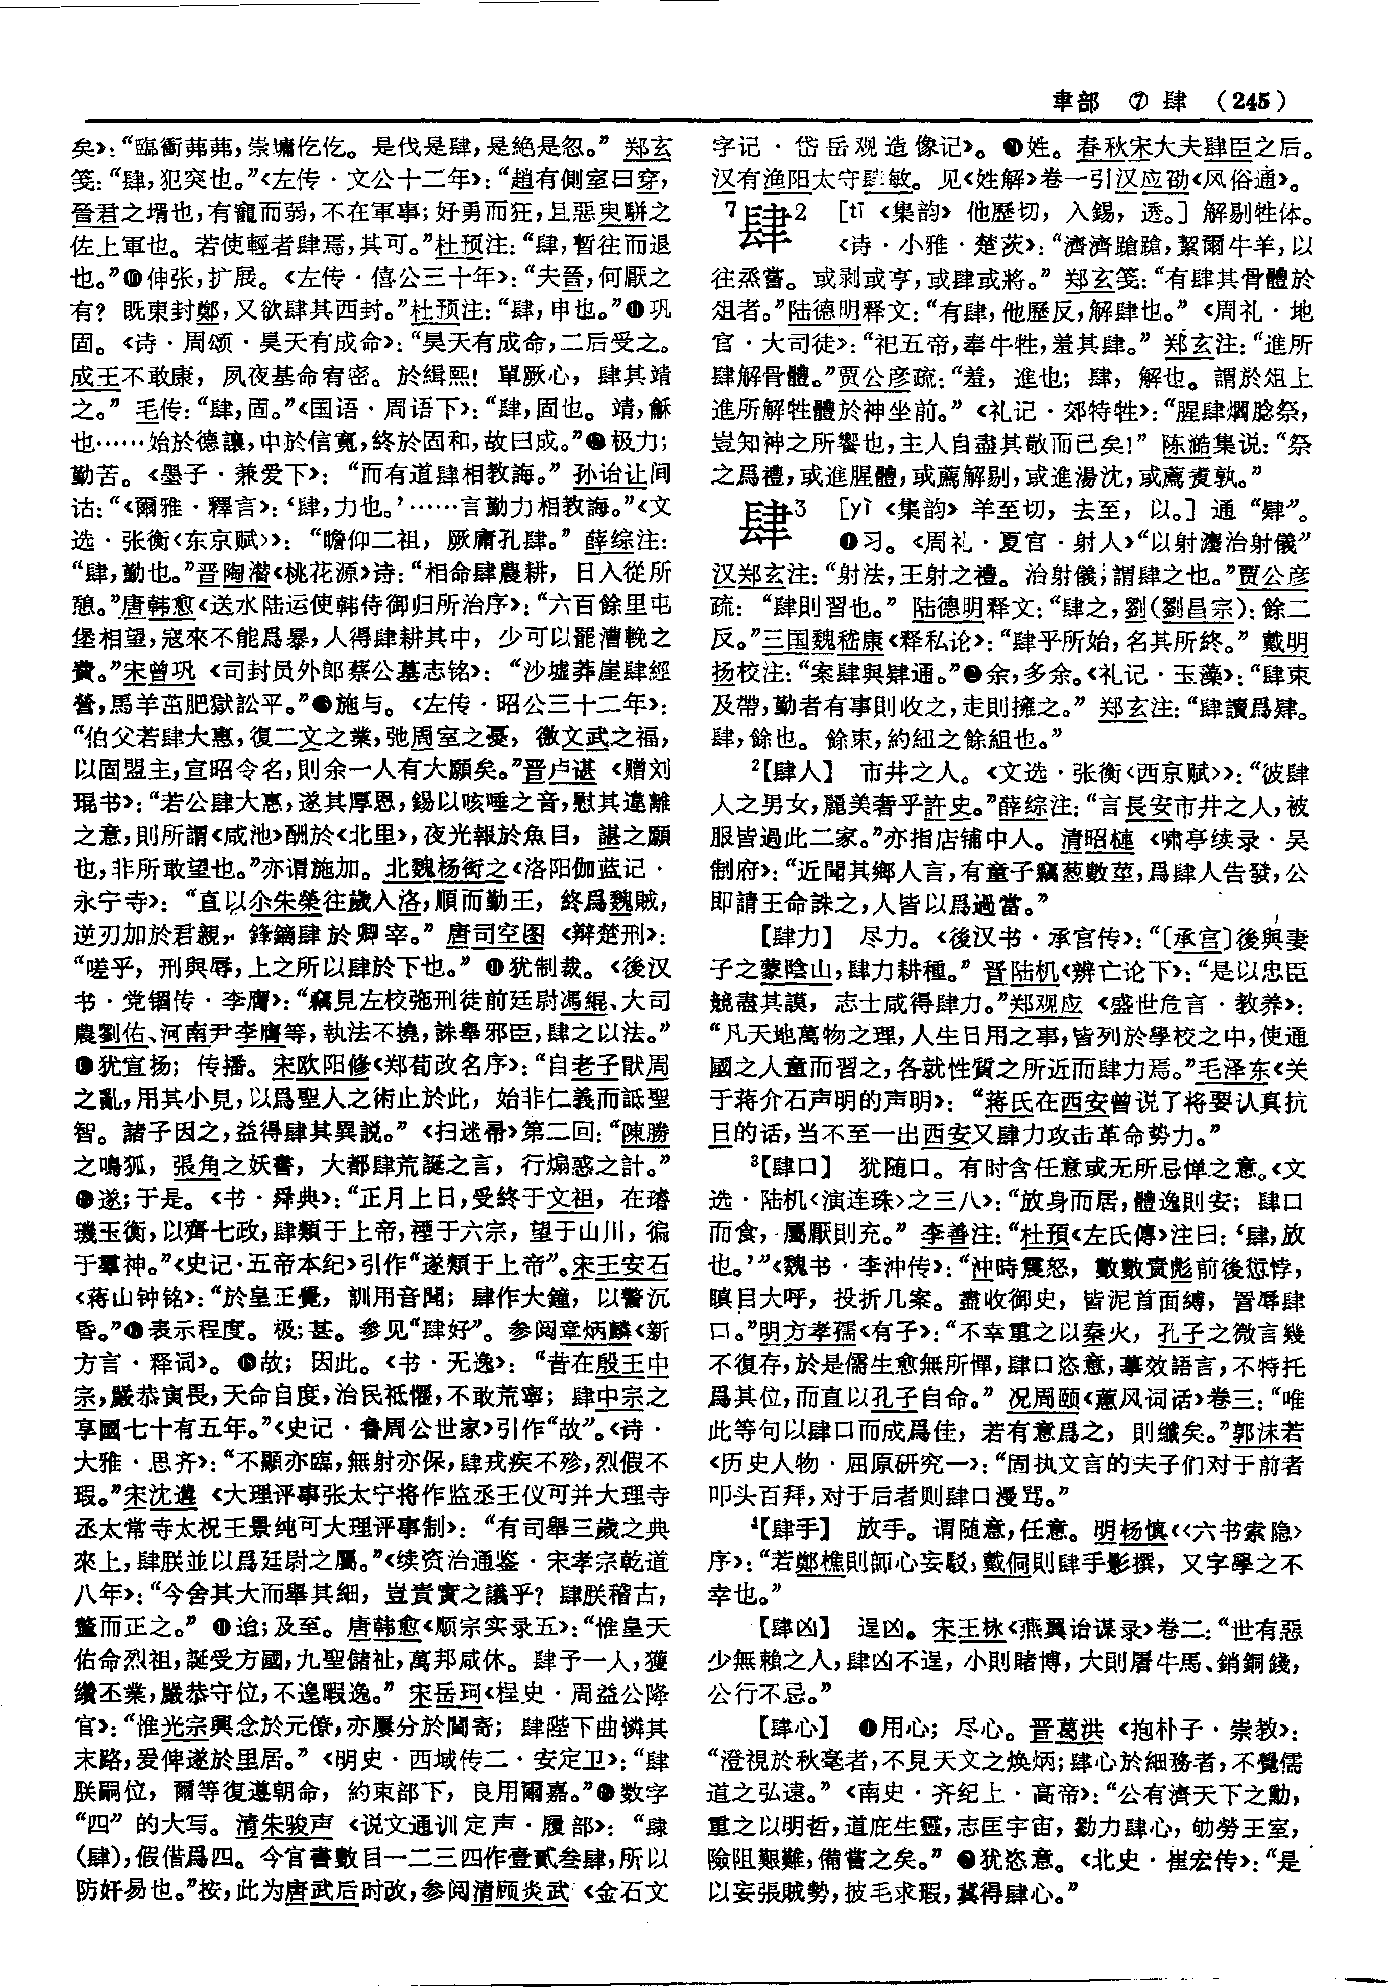 聿部 ⑦ 肆 (245)
矣》：“臨衝茀茀，崇墉仡仡。是伐是肆，是絶是忽。” 郑玄
笺：“肆，犯突也。”《左传·文公十二年》：“趙有側室曰穿，
晉君之壻也，有寵而弱，不在軍事；好勇而狂，且惡臾駢之
佐上軍也。若使輕者肆焉，其可。”杜预注：“肆，暫往而退
也。”❿伸张，扩展。《左传·僖公三十年》：“夫晉，何厭之
有？既東封鄭，又欲肆其西封。”杜预注：“肆，申也。”⓫巩
固。《诗·周颂·昊天有成命》：“昊天有成命，二后受之。
成王不敢康，夙夜基命宥密。於緝熙！單厥心，肆其靖
之。” 毛传：“肆，固。”《国语·周语下》：“肆，固也。靖，龢
也……始於德讓，中於信寬，終於固和，故曰成。”⓬极力；
勤苦。《墨子·兼爱下》：“而有道肆相教誨。” 孙诒让间
诂：“《爾雅·釋言》：‘肆，力也。’……言勤力相教誨。”《文
选·张衡〈东京赋〉》：“瞻仰二祖，厥庸孔肆。” 薛综注：
“肆，勤也。”晋陶潜《桃花源》诗：“相命肆農耕，日入從所
憩。”唐韩愈《送水陆运使韩侍御归所治序》：“六百餘里屯
堡相望，寇來不能爲暴，人得肆耕其中，少可以罷漕輓之
費。”宋曾巩《司封员外郎蔡公墓志铭》：“沙墟莽崖肆經
營，馬羊茁肥獄訟平。”⓭施与。《左传·昭公三十二年》：
“伯父若肆大惠，復二文之業，弛周室之憂，徼文武之福，
以固盟主，宣昭令名，則余一人有大願矣。”晋卢谌《赠刘
琨书》：“若公肆大惠，遂其厚恩，錫以咳唾之音，慰其違離
之意，則所謂《咸池》酬於《北里》，夜光報於魚目，諶之願
也，非所敢望也。”亦谓施加。北魏杨衒之《洛阳伽蓝记·
永宁寺》：“直以尒朱榮往歲入洛，順而勤王，終爲魏賊，
逆刃加於君親，鋒鏑肆於卿宰。” 唐司空图《辩楚刑》：
“嗟乎，刑與辱，上之所以肆於下也。” ⓮犹制裁。《後汉
书·党锢传·李膺》：“竊見左校弛刑徒前廷尉馮緄、大司
農劉佑、河南尹李膺等，執法不撓，誅舉邪臣，肆之以法。”
⓯犹宣扬；传播。宋欧阳修《郑荀改名序》：“自老子厭周
之亂，用其小見，以爲聖人之術止於此，始非仁義而詆聖
智。諸子因之，益得肆其異説。”《扫迷帚》第二回：“陳勝
之鳴狐，張角之妖書，大都肆荒誕之言，行煽惑之計。”
⓰遂；于是。《书·舜典》：“正月上日，受終于文祖，在璿
璣玉衡，以齊七政，肆類于上帝，禋于六宗，望于山川，徧
于羣神。”《史记·五帝本纪》引作“遂類于上帝”。宋王安石
《蒋山钟铭》：“於皇正覺，訓用音聞；肆作大鐘，以警沉
昏。”⓱表示程度。极；甚。参见“肆好”。参阅章炳麟《新
方言·释词》。⓲故；因此。《书·无逸》：“昔在殷王中
宗，嚴恭寅畏，天命自度，治民祗懼，不敢荒寧；肆中宗之
享國七十有五年。”《史记·鲁周公世家》引作“故”。《诗·
大雅·思齐》：“不顯亦臨，無射亦保，肆戎疾不殄，烈假不
瑕。”宋沈遘《大理评事张太宁将作监丞王仪可并大理寺
丞太常寺太祝王景纯可大理评事制》：“有司舉三歲之典
來上，肆朕並以爲廷尉之屬。”《续资治通鉴·宋孝宗乾道
八年》：“今舍其大而舉其細，豈責實之議乎？肆朕稽古，
釐而正之。” ⓳迨；及至。唐韩愈《顺宗实录五》：“惟皇天
佑命烈祖，誕受方國，九聖儲祉，萬邦咸休。肆予一人，獲
纘丕業，嚴恭守位，不遑暇逸。” 宋岳珂《桯史·周益公降
官》：“惟光宗興念於元僚，亦屢分於閫寄；肆陛下曲憐其
末路，爰俾遂於里居。”《明史·西域传二·安定卫》：“肆
朕嗣位，爾等復遵朝命，約束部下，良用爾嘉。”⓴数字
“四”的大写。清朱骏声《说文通训定声·履部》：“肆
(肆)，假借爲四。今官書數目一二三四作壹貳叁肆，所以
防奸易也。”按，此为唐武后时改，参阅清顾炎武《金石文
字记·岱岳观造像记》。㉑姓。春秋宋大夫肆臣之后。
汉有渔阳太守肆敏。见《姓解》卷一引汉应劭《风俗通》。
7肆2 ［tī 《集韵》他歷切，入錫，透。］解剔牲体。
《诗·小雅·楚茨》：“濟濟蹌蹌，絜爾牛羊，以
往烝嘗。或剥或亨，或肆或將。” 郑玄笺：“有肆其骨體於
俎者。”陆德明释文：“有肆，他歷反，解肆也。”《周礼·地
官·大司徒》：“祀五帝，奉牛牲，羞其肆。” 郑玄注：“進所
肆解骨體。”贾公彦疏：“羞，進也；肆，解也。謂於俎上
進所解牲體於神坐前。”《礼记·郊特牲》：“腥肆爓腍祭，
豈知神之所饗也，主人自盡其敬而已矣！” 陈澔集说：“祭
之爲禮，或進腥體，或薦解剔，或進湯沈，或薦煑孰。”
肆3 ［yì 《集韵》羊至切，去至，以。］通“肄”。
❶习。《周礼·夏官·射人》“以射灋治射儀”
汉郑玄注：“射法，王射之禮。治射儀，謂肆之也。”贾公彦
疏：“肆則習也。” 陆德明释文：“肆之，劉（劉昌宗）：餘二
反。”三国魏嵇康《释私论》：“肆乎所始，名其所終。” 戴明
扬校注：“案肆與肄通。”❷余，多余。《礼记·玉藻》：“肆束
及帶，勤者有事則收之，走則擁之。” 郑玄注：“肆讀爲肄。
肆，餘也。餘束，約紐之餘組也。”
2【肆人】 市井之人。《文选·张衡〈西京赋〉》：“彼肆
人之男女，麗美奢乎許史。”薛综注：“言長安市井之人，被
服皆過此二家。”亦指店铺中人。清昭槤《啸亭续录·吴
制府》：“近聞其鄉人言，有童子竊葱數莖，爲肆人告發，公
即請王命誅之，人皆以爲過當。”
【肆力】 尽力。《後汉书·承宫传》：“〔承宫〕後與妻
子之蒙陰山，肆力耕種。” 晋陆机《辨亡论下》：“是以忠臣
競盡其謨，志士咸得肆力。”郑观应《盛世危言·教养》：
“凡天地萬物之理，人生日用之事，皆列於學校之中，使通
國之人童而習之，各就性質之所近而肆力焉。”毛泽东《关
于蒋介石声明的声明》：“蒋氏在西安曾说了将要认真抗
日的话，当不至一出西安又肆力攻击革命势力。”
3【肆口】 犹随口。有时含任意或无所忌惮之意。《文
选·陆机〈演连珠〉之三八》：“放身而居，體逸則安；肆口
而食，屬厭則充。” 李善注：“杜預《左氏傳》注曰：‘肆，放
也。’”《魏书·李冲传》：“沖時震怒，數數責彪前後愆悖，
瞋目大呼，投折几案。盡收御史，皆泥首面縛，詈辱肆
口。”明方孝孺《有子》：“不幸重之以秦火，孔子之微言幾
不復存，於是儒生愈無所憚，肆口恣意，摹效語言，不特托
爲其位，而直以孔子自命。” 况周颐《蕙风词话》卷三：“唯
此等句以肆口而成爲佳，若有意爲之，則纖矣。”郭沫若
《历史人物·屈原研究一》：“固执文言的夫子们对于前者
叩头百拜，对于后者则肆口漫骂。”
4【肆手】 放手。谓随意，任意。明杨慎《〈六书索隐〉
序》：“若鄭樵則師心妄駁，戴侗則肆手影撰，又字學之不
幸也。”
【肆凶】 逞凶。宋王栐《燕翼诒谋录》卷二：“世有惡
少無賴之人，肆凶不逞，小則賭博，大則屠牛馬、銷銅錢，
公行不忌。”
【肆心】 ❶用心；尽心。晋葛洪《抱朴子·崇教》：
“澄視於秋毫者，不見天文之焕炳；肆心於細務者，不覺儒
道之弘遠。”《南史·齐纪上·高帝》：“公有濟天下之勳，
重之以明哲，道庇生靈，志匡宇宙，勠力肆心，劬勞王室，
險阻艱難，備嘗之矣。” ❷犹恣意。《北史·崔宏传》：“是
以妄張賊勢，披毛求瑕，冀得肆心。”